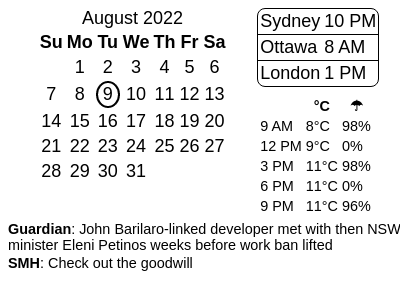 August 2022
Su Mo Tu We Th Fr Sa
1 2 3 4 5 6
7 8 9 10 11 12 13
14 15 16 17 18 19 20
21 22 23 24 25 26 27
28 29 30 31
Sydney 10 PM
Ottawa 8 AM
London 1 PM
°C ☂
9 AM 8°C 98%
12 PM 9°C 0%
3 PM 11°C 98%
6 PM 11°C 0%
9 PM 11°C 96%
Guardian: John Barilaro-linked developer met with then NSW
minister Eleni Petinos weeks before work ban lifted
SMH: Check out the goodwill